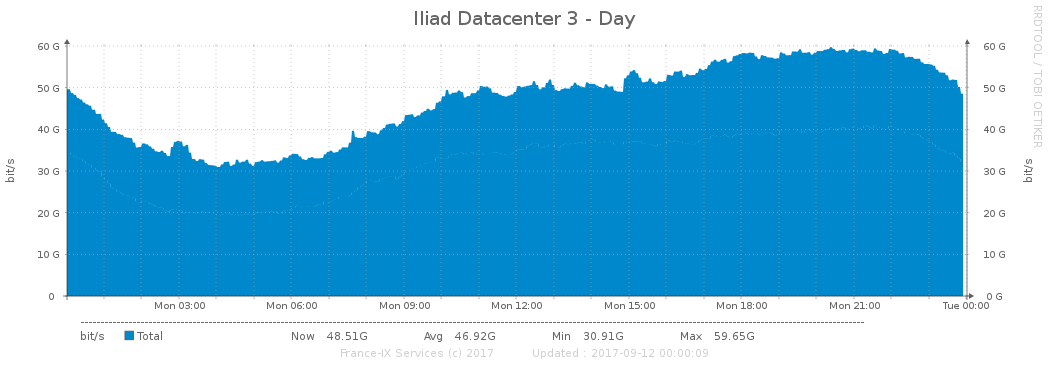 Iliad Datacenter 3 - Day
RRDTOOL / TOBI OETIKER
60 G 60 G
50 G 50 G
40 G 40 G
30 G 30 G
20 G 20 G
10 G 10 G
0 0 G
bit/s bit/s
Mon 03:00 Mon 06:00 Mon 09:00 Mon 12:00 Mon 15:00 Mon 18:00 Mon 21:00 Tue 00:00
bit/s Total Now 48.51G Avg 46.92G Min 30.91G Max 59.65G
France-IX Services (c) 2017 Updated : 2017-09-12 00:00:09